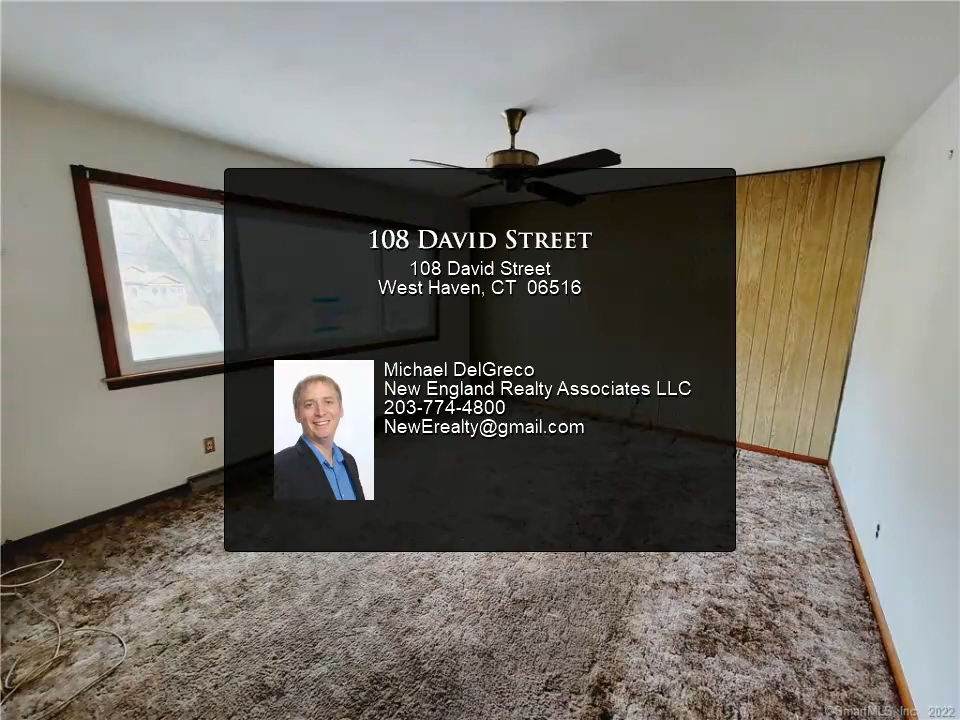 108 David Street
108 David Street
West Haven, CT 06516
Michael DelGreco
New England Realty Associates LLC
203-774-4800
NewErealty@gmail.com
©SmartMLS, Inc. 2022